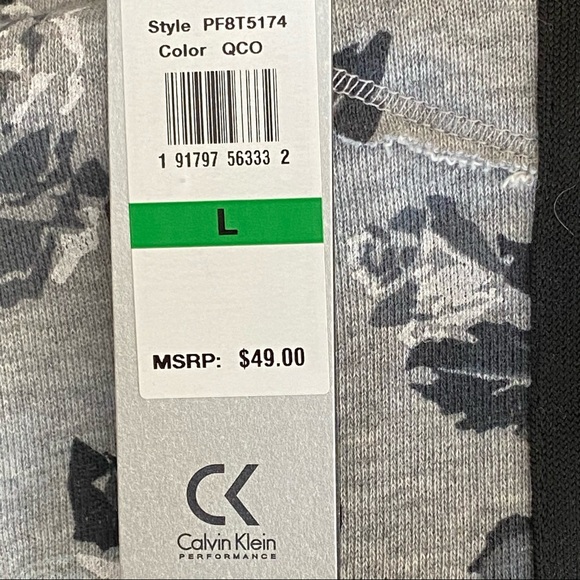 Style PF8T5174
Color QCO
1 91797 56333 2
L
MSRP: $49.00
CK
Calvin Klein
PERFORMANCE